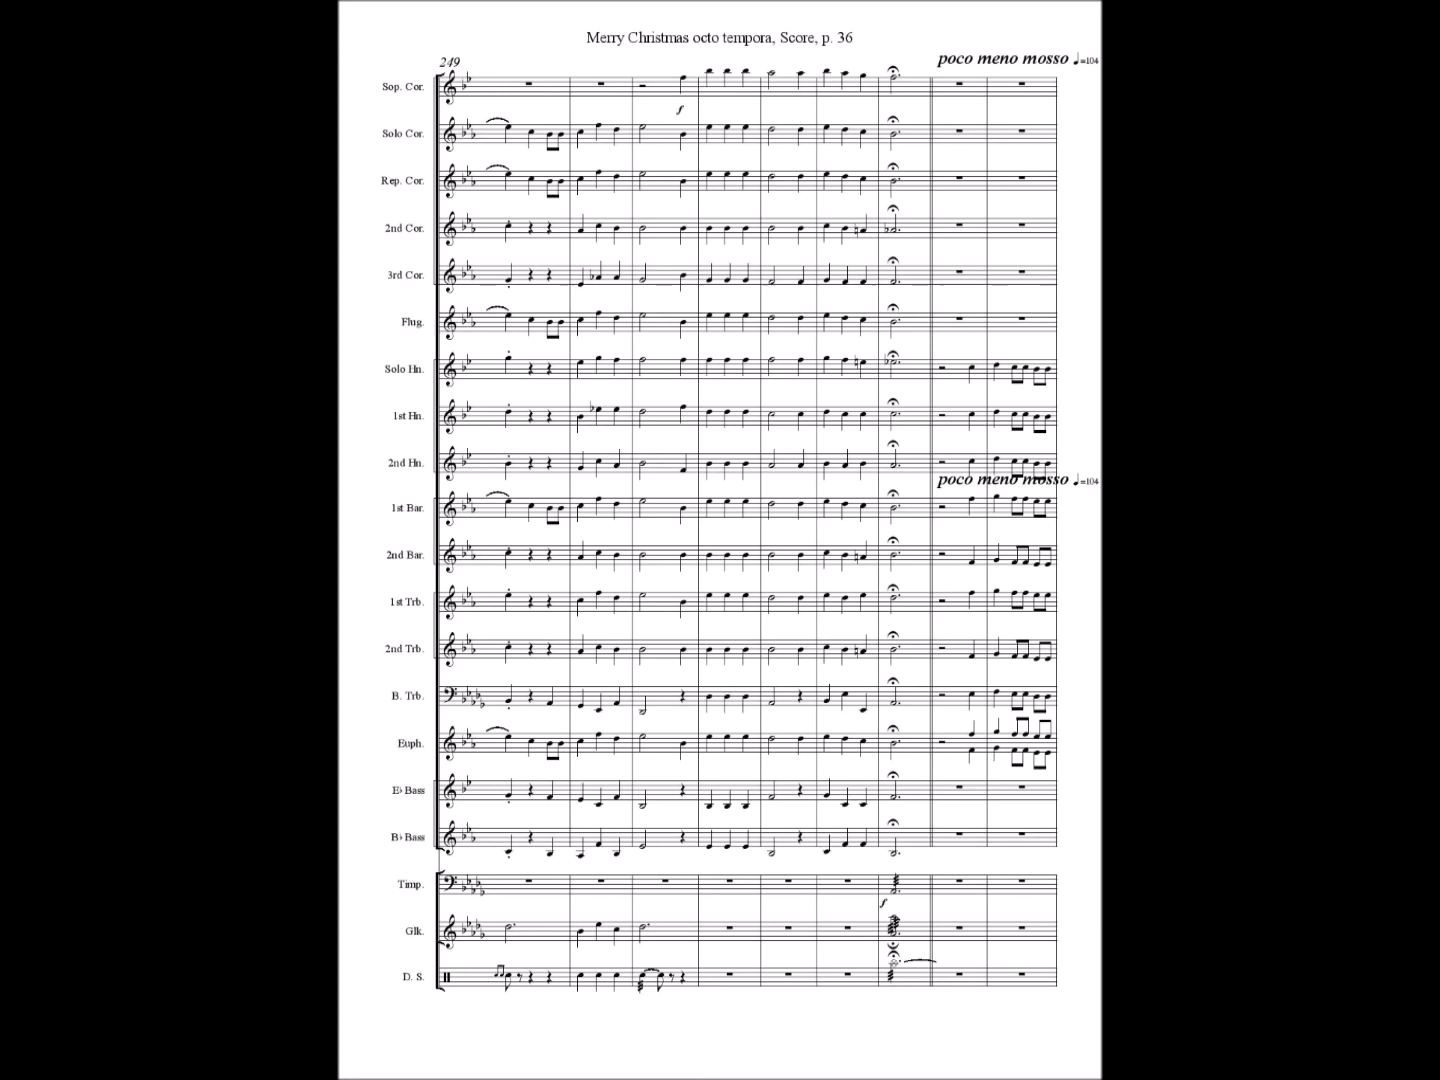 Merry Christmas octo tempora, Score, p. 36
249
poco meno mosso ♩=104
Sop. Cor.
f
Solo Cor.
Rep. Cor.
2nd Cor.
3rd Cor.
Flug.
Solo Hn.
1st Hn.
2nd Hn.
poco meno mosso ♩=104
1st Bar.
2nd Bar.
1st Trb.
2nd Trb.
B. Trb.
Euph.
E♭ Bass
B♭ Bass
Timp.
f
Glk.
D. S.